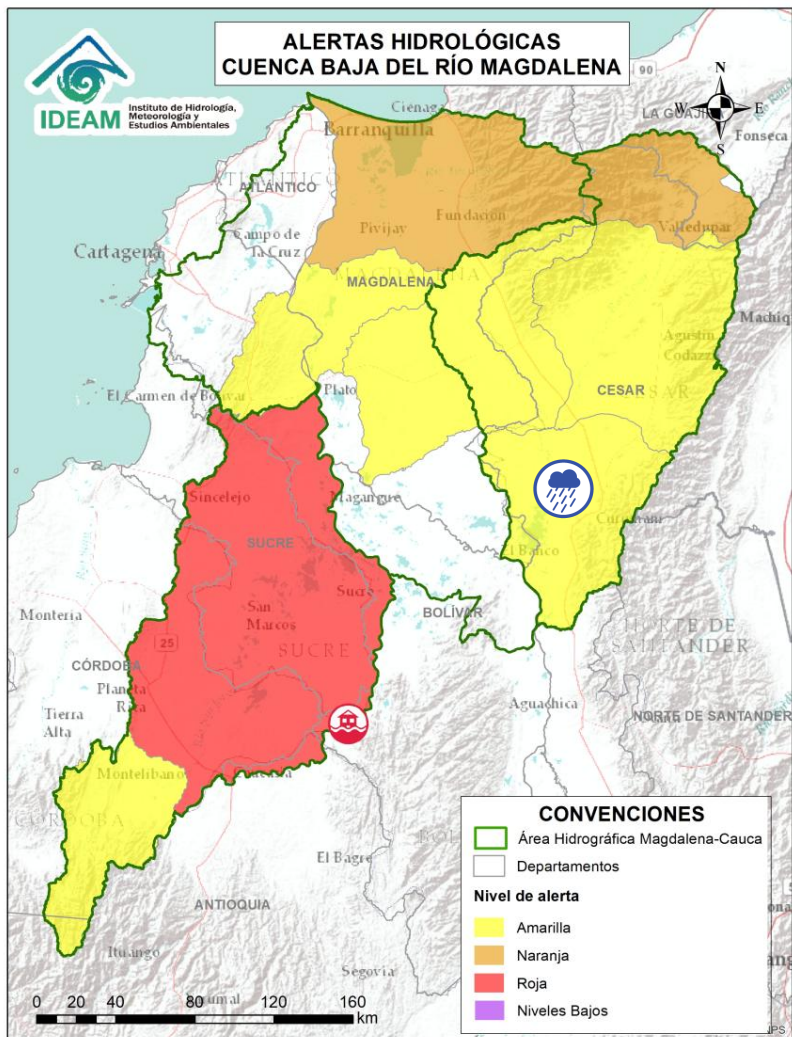 ALERTAS HIDROLÓGICAS
CUENCA BAJA DEL RÍO MAGDALENA
IDEAM
Instituto de Hidrología,
Meteorología y
Estudios Ambientales
N
W
E
S
90
Ciénaga
LA GUAJIRA
Fonseca
Barranquilla
ATLÁNTICO
Pivijay
Fundación
Valledupar
Campo de
La Cruz
Cartagena
MAGDALENA
MAGDALENA
Machiq
Agustín
Codazzi
CESAR
El Carmen de Bolívar
Plato
Sincelejo
Magangué
SUCRE
El Banco
Sucre
San
Marcos
SUCRE
BOLÍVAR
Montería
25
CÓRDOBA
Planeta
Rica
NORTE DE
SANTANDER
Tierra
Alta
Aguachica
NORTE DE SANTANDER
Montelíbano
CÓRDOBA
El Bagre
ANTIOQUIA
Ituango
Segovia
CONVENCIONES
Área Hidrográfica Magdalena-Cauca
Departamentos
Nivel de alerta
Amarilla
Naranja
Roja
Niveles Bajos
0 20 40 80 120 160
km